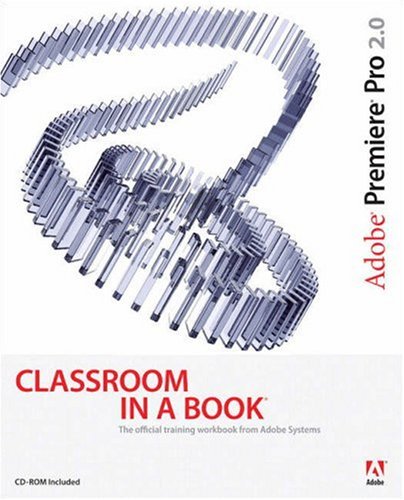 Adobe® Premiere® Pro 2.0
CLASSROOM
IN A BOOK®
The official training workbook from Adobe Systems
CD-ROM Included
Adobe